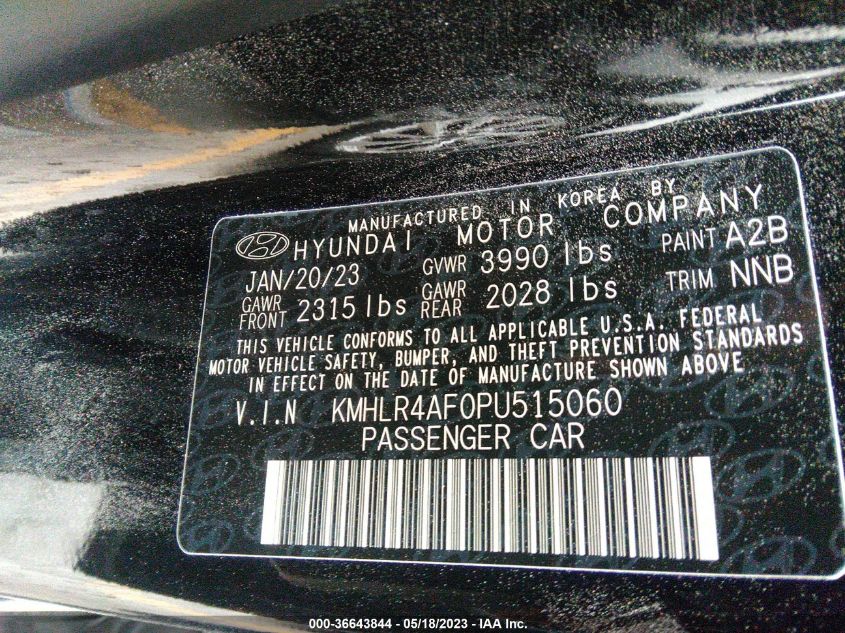 MANUFACTURED IN KOREA BY
HYUNDAI MOTOR COMPANY
JAN/20/23 GVWR 3990 lbs PAINT A2B
GAWR FRONT 2315 lbs GAWR REAR 2028 lbs TRIM NNB
THIS VEHICLE CONFORMS TO ALL APPLICABLE U.S.A. FEDERAL
MOTOR VEHICLE SAFETY, BUMPER, AND THEFT PREVENTION STANDARDS
IN EFFECT ON THE DATE OF MANUFACTURE SHOWN ABOVE
V.I.N KMHLR4AF0PU515060
PASSENGER CAR
000-36643844 - 05/18/2023 - IAA Inc.